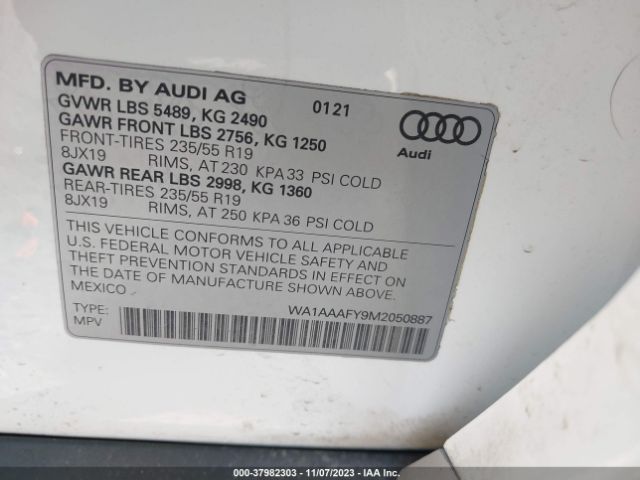 MFD. BY AUDI AG 0121
GVWR LBS 5489, KG 2490
GAWR FRONT LBS 2756, KG 1250
FRONT-TIRES 235/55 R19
8JX19 RIMS, AT 230 KPA 33 PSI COLD
GAWR REAR LBS 2998, KG 1360
REAR-TIRES 235/55 R19
8JX19 RIMS, AT 250 KPA 36 PSI COLD
Audi
THIS VEHICLE CONFORMS TO ALL APPLICABLE
U.S. FEDERAL MOTOR VEHICLE SAFETY AND
THEFT PREVENTION STANDARDS IN EFFECT ON
THE DATE OF MANUFACTURE SHOWN ABOVE.
MEXICO
TYPE: WA1AAAFY9M2050887
MPV
000-37982303 - 11/07/2023 - IAA Inc.